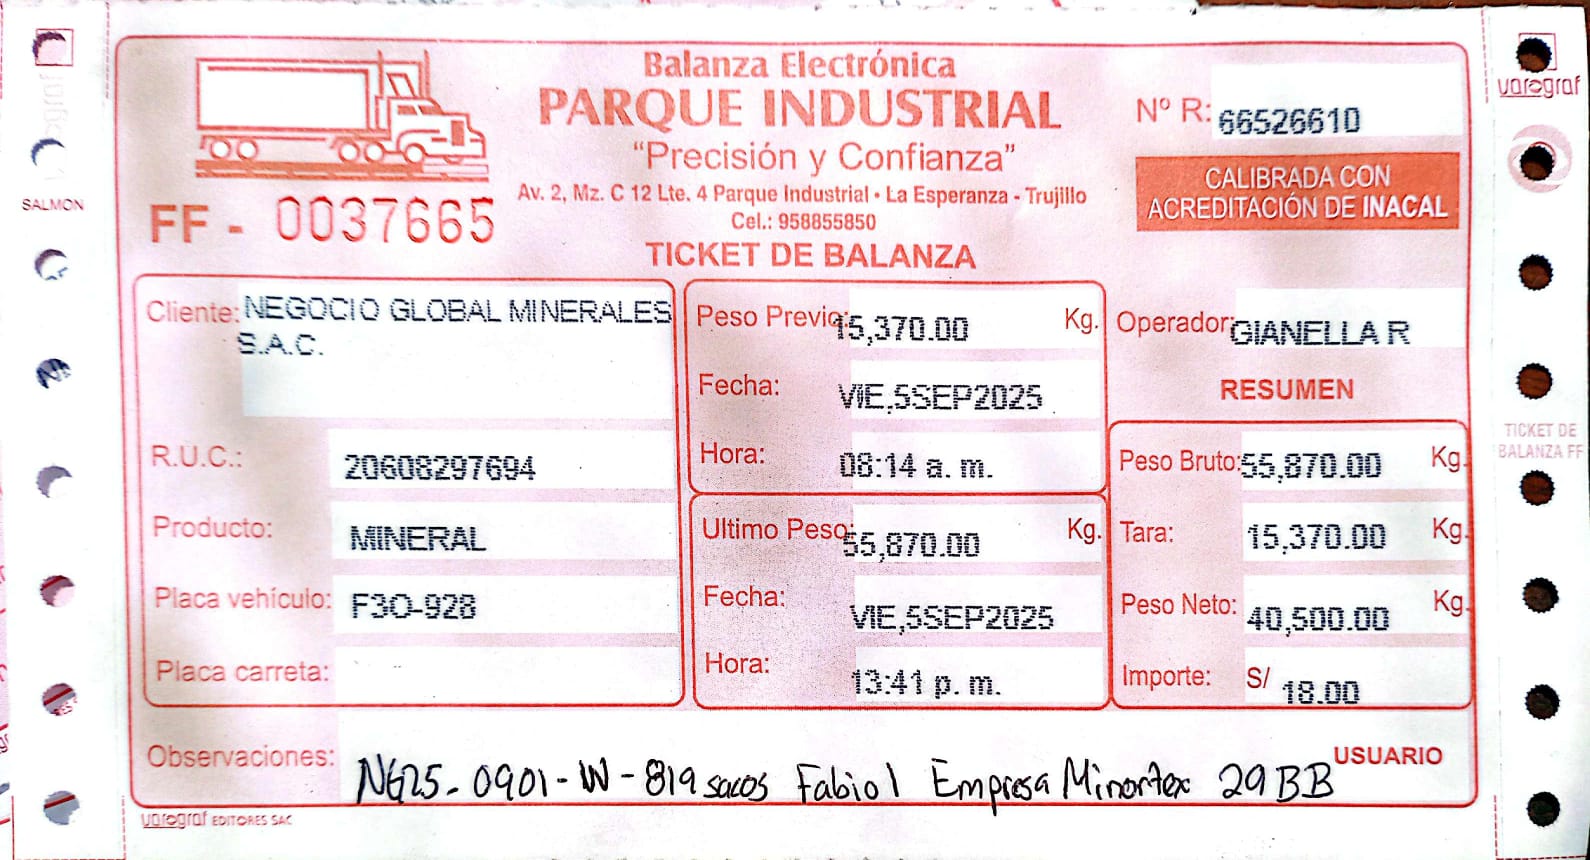 Balanza Electrónica
PARQUE INDUSTRIAL
"Precisión y Confianza"
Av. 2, Mz. C 12 Lte. 4 Parque Industrial • La Esperanza - Trujillo
Cel.: 958855850
TICKET DE BALANZA
FF - 0037665
Nº R: 66526610
CALIBRADA CON
ACREDITACIÓN DE INACAL
Cliente: NEGOCIO GLOBAL MINERALES
S.A.C.
R.U.C.: 20608297694
Producto: MINERAL
Placa vehículo: F3O-928
Placa carreta:
Peso Previo: 15,370.00 Kg.
Fecha: VIE,5SEP2025
Hora: 08:14 a. m.
Ultimo Peso: 55,870.00 Kg.
Fecha: VIE,5SEP2025
Hora: 13:41 p. m.
Operador: GIANELLA R
RESUMEN
Peso Bruto: 55,870.00 Kg.
Tara: 15,370.00 Kg.
Peso Neto: 40,500.00 Kg.
Importe: S/ 18.00
Observaciones: NG25-0901-W-819 sacos Fabio 1 Empresa Minortex 29BB
USUARIO
varograf EDITORES SAC
SALMON
varograf
TICKET DE
BALANZA FF